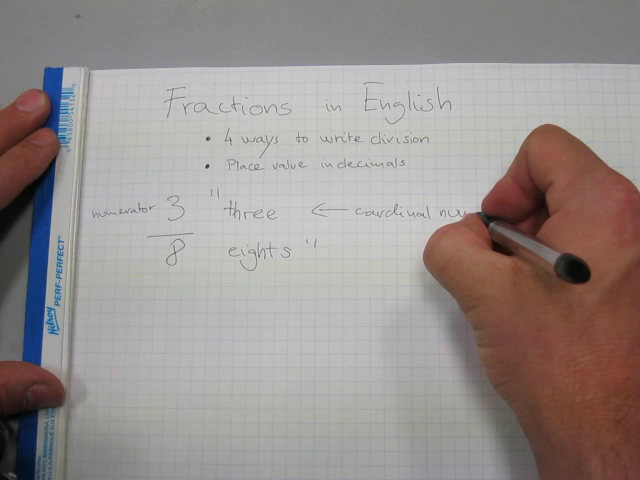 Fractions in English
• 4 ways to write division
• Place value in decimals
numerator 3 "three ← cardinal nu
8 eights"
Hilroy PERF-PERFECT